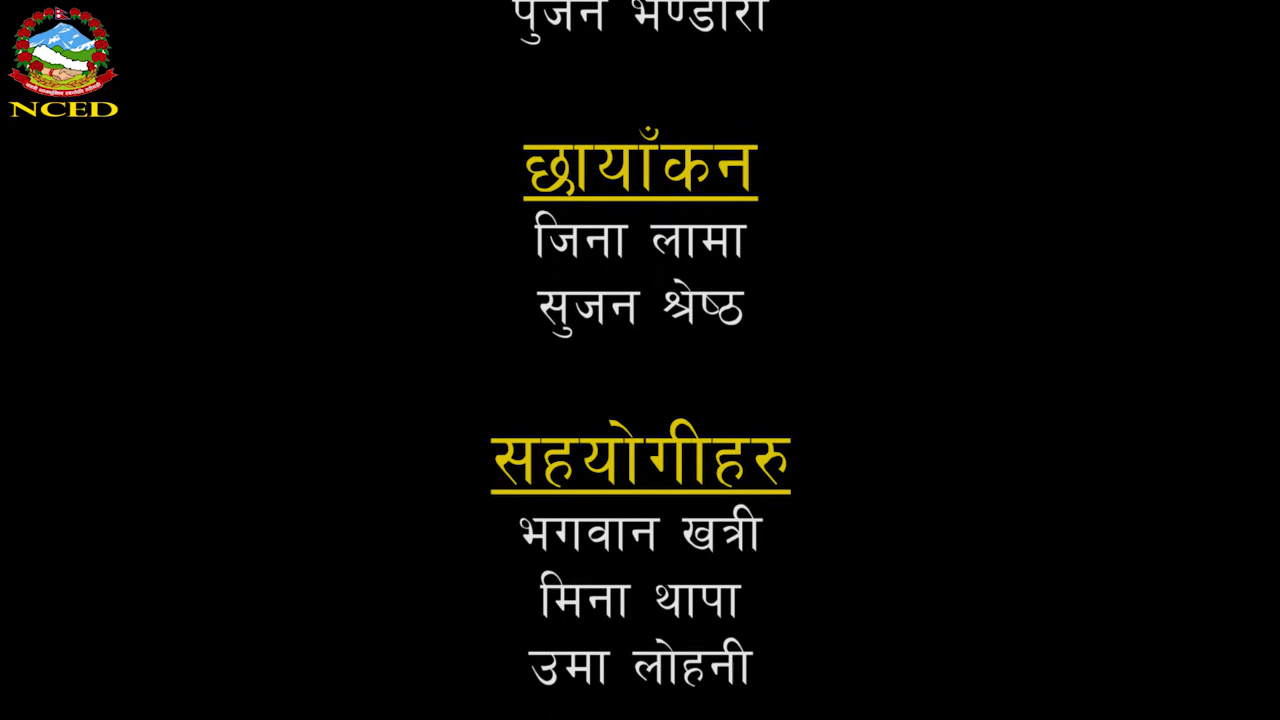 पुजन भण्डारी
NCED
छायाँकन
जिना लामा
सुजन श्रेष्ठ
सहयोगीहरु
भगवान खत्री
मिना थापा
उमा लोहनी